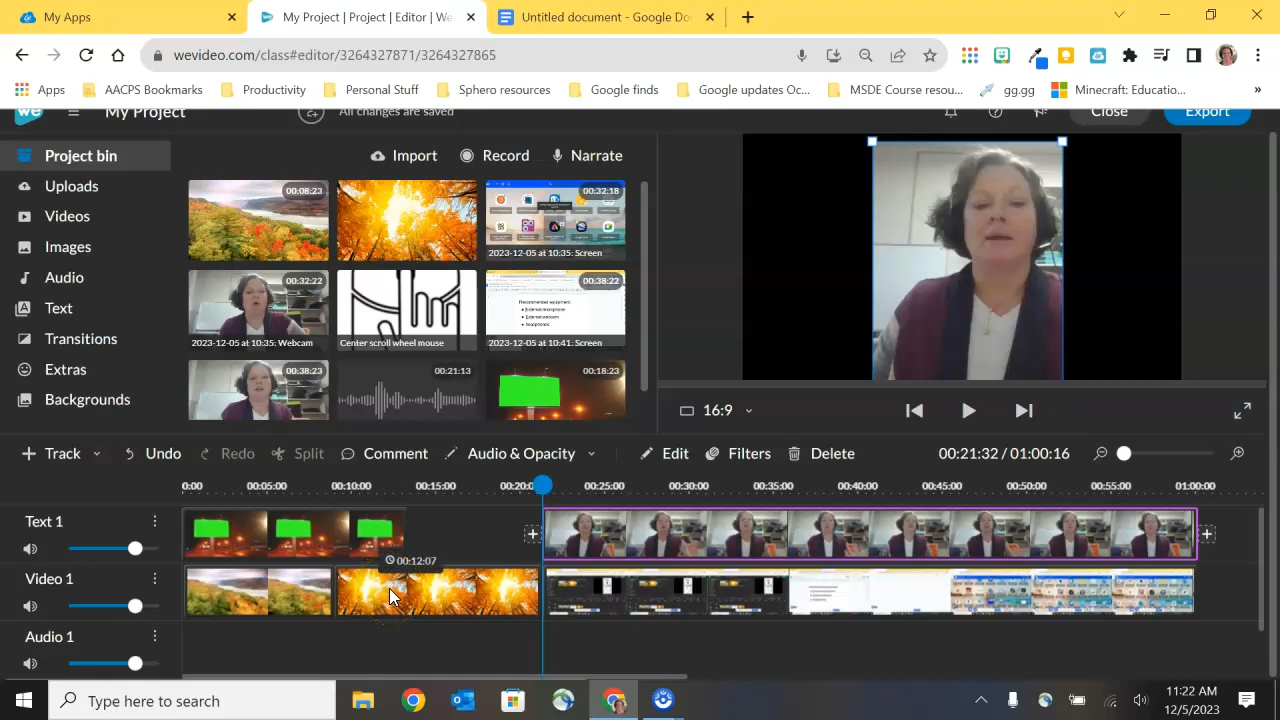 My Apps
My Project | Project | Editor | We
Untitled document - Google Do
wevideo.com/class#editor/3264327871/3264327865
Apps
AACPS Bookmarks
Productivity
Personal Stuff
Sphero resources
Google finds
Google updates Oc...
MSDE Course resou...
gg.gg
Minecraft: Educatio...
»
we
My Project
All changes are saved
Close
Export
Project bin
Import
Record
Narrate
Uploads
Videos
Images
Audio
Text
Transitions
Extras
Backgrounds
00:08:23
00:32:18
2023-12-05 at 10:35: Screen
00:32:22
2023-12-05 at 10:35: Webcam
Center scroll wheel mouse
Recommended equipment:
00:38:22
2023-12-05 at 10:41: Screen
00:38:23
00:21:13
00:18:23
16:9
Track
Undo
Redo
Split
Comment
Audio & Opacity
Edit
Filters
Delete
00:21:32 / 01:00:16
0:00 00:05:00 00:10:00 00:15:00 00:20:0 00:25:00 00:30:00 00:35:00 00:40:00 00:45:00 00:50:00 00:55:00 01:00:00
Text 1
00:12:07
Video 1
Audio 1
Type here to search
11:22 AM
12/5/2023